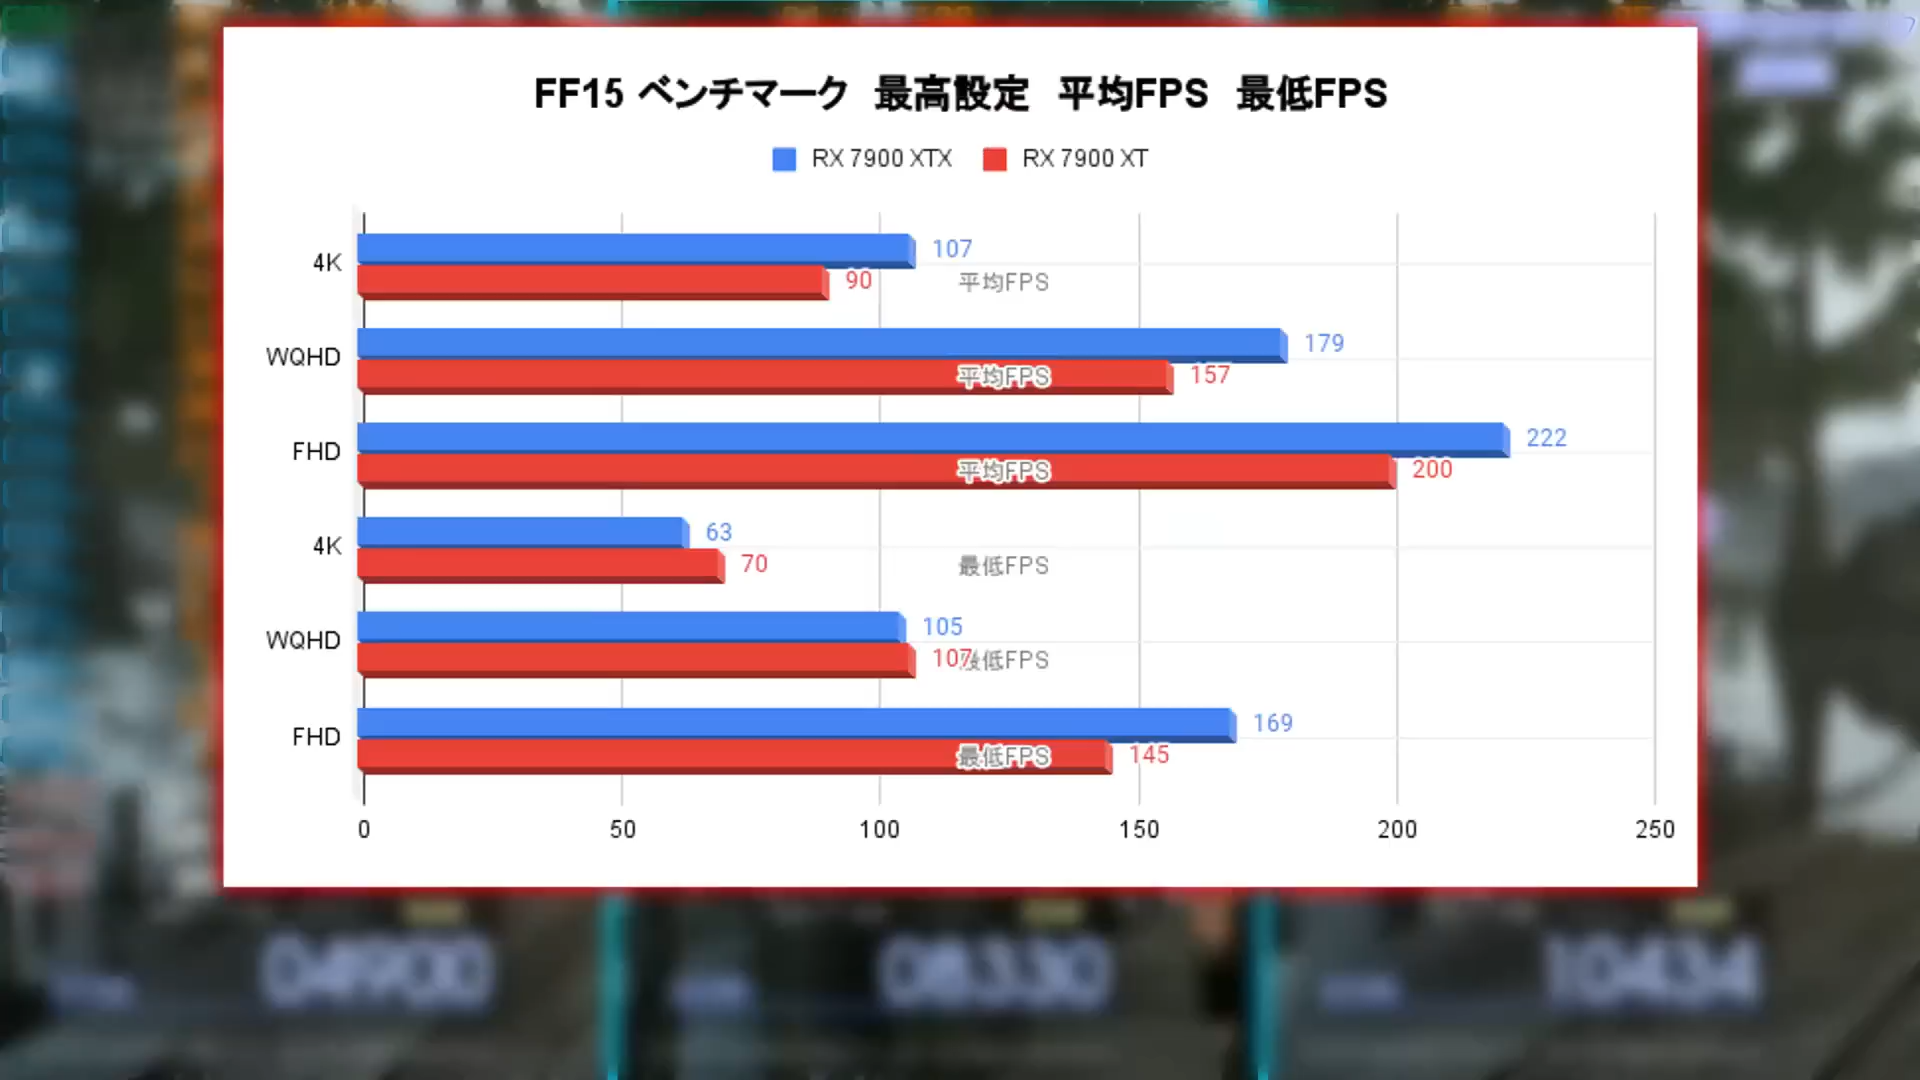 FF15 ベンチマーク 最高設定 平均FPS 最低FPS
RX 7900 XTX RX 7900 XT
4K 107
90 平均FPS
WQHD 179
平均FPS 157
FHD 222
平均FPS 200
4K 63
70 最低FPS
WQHD 105
107 最低FPS
FHD 169
最低FPS 145
0 50 100 150 200 250
04900 08330 10434